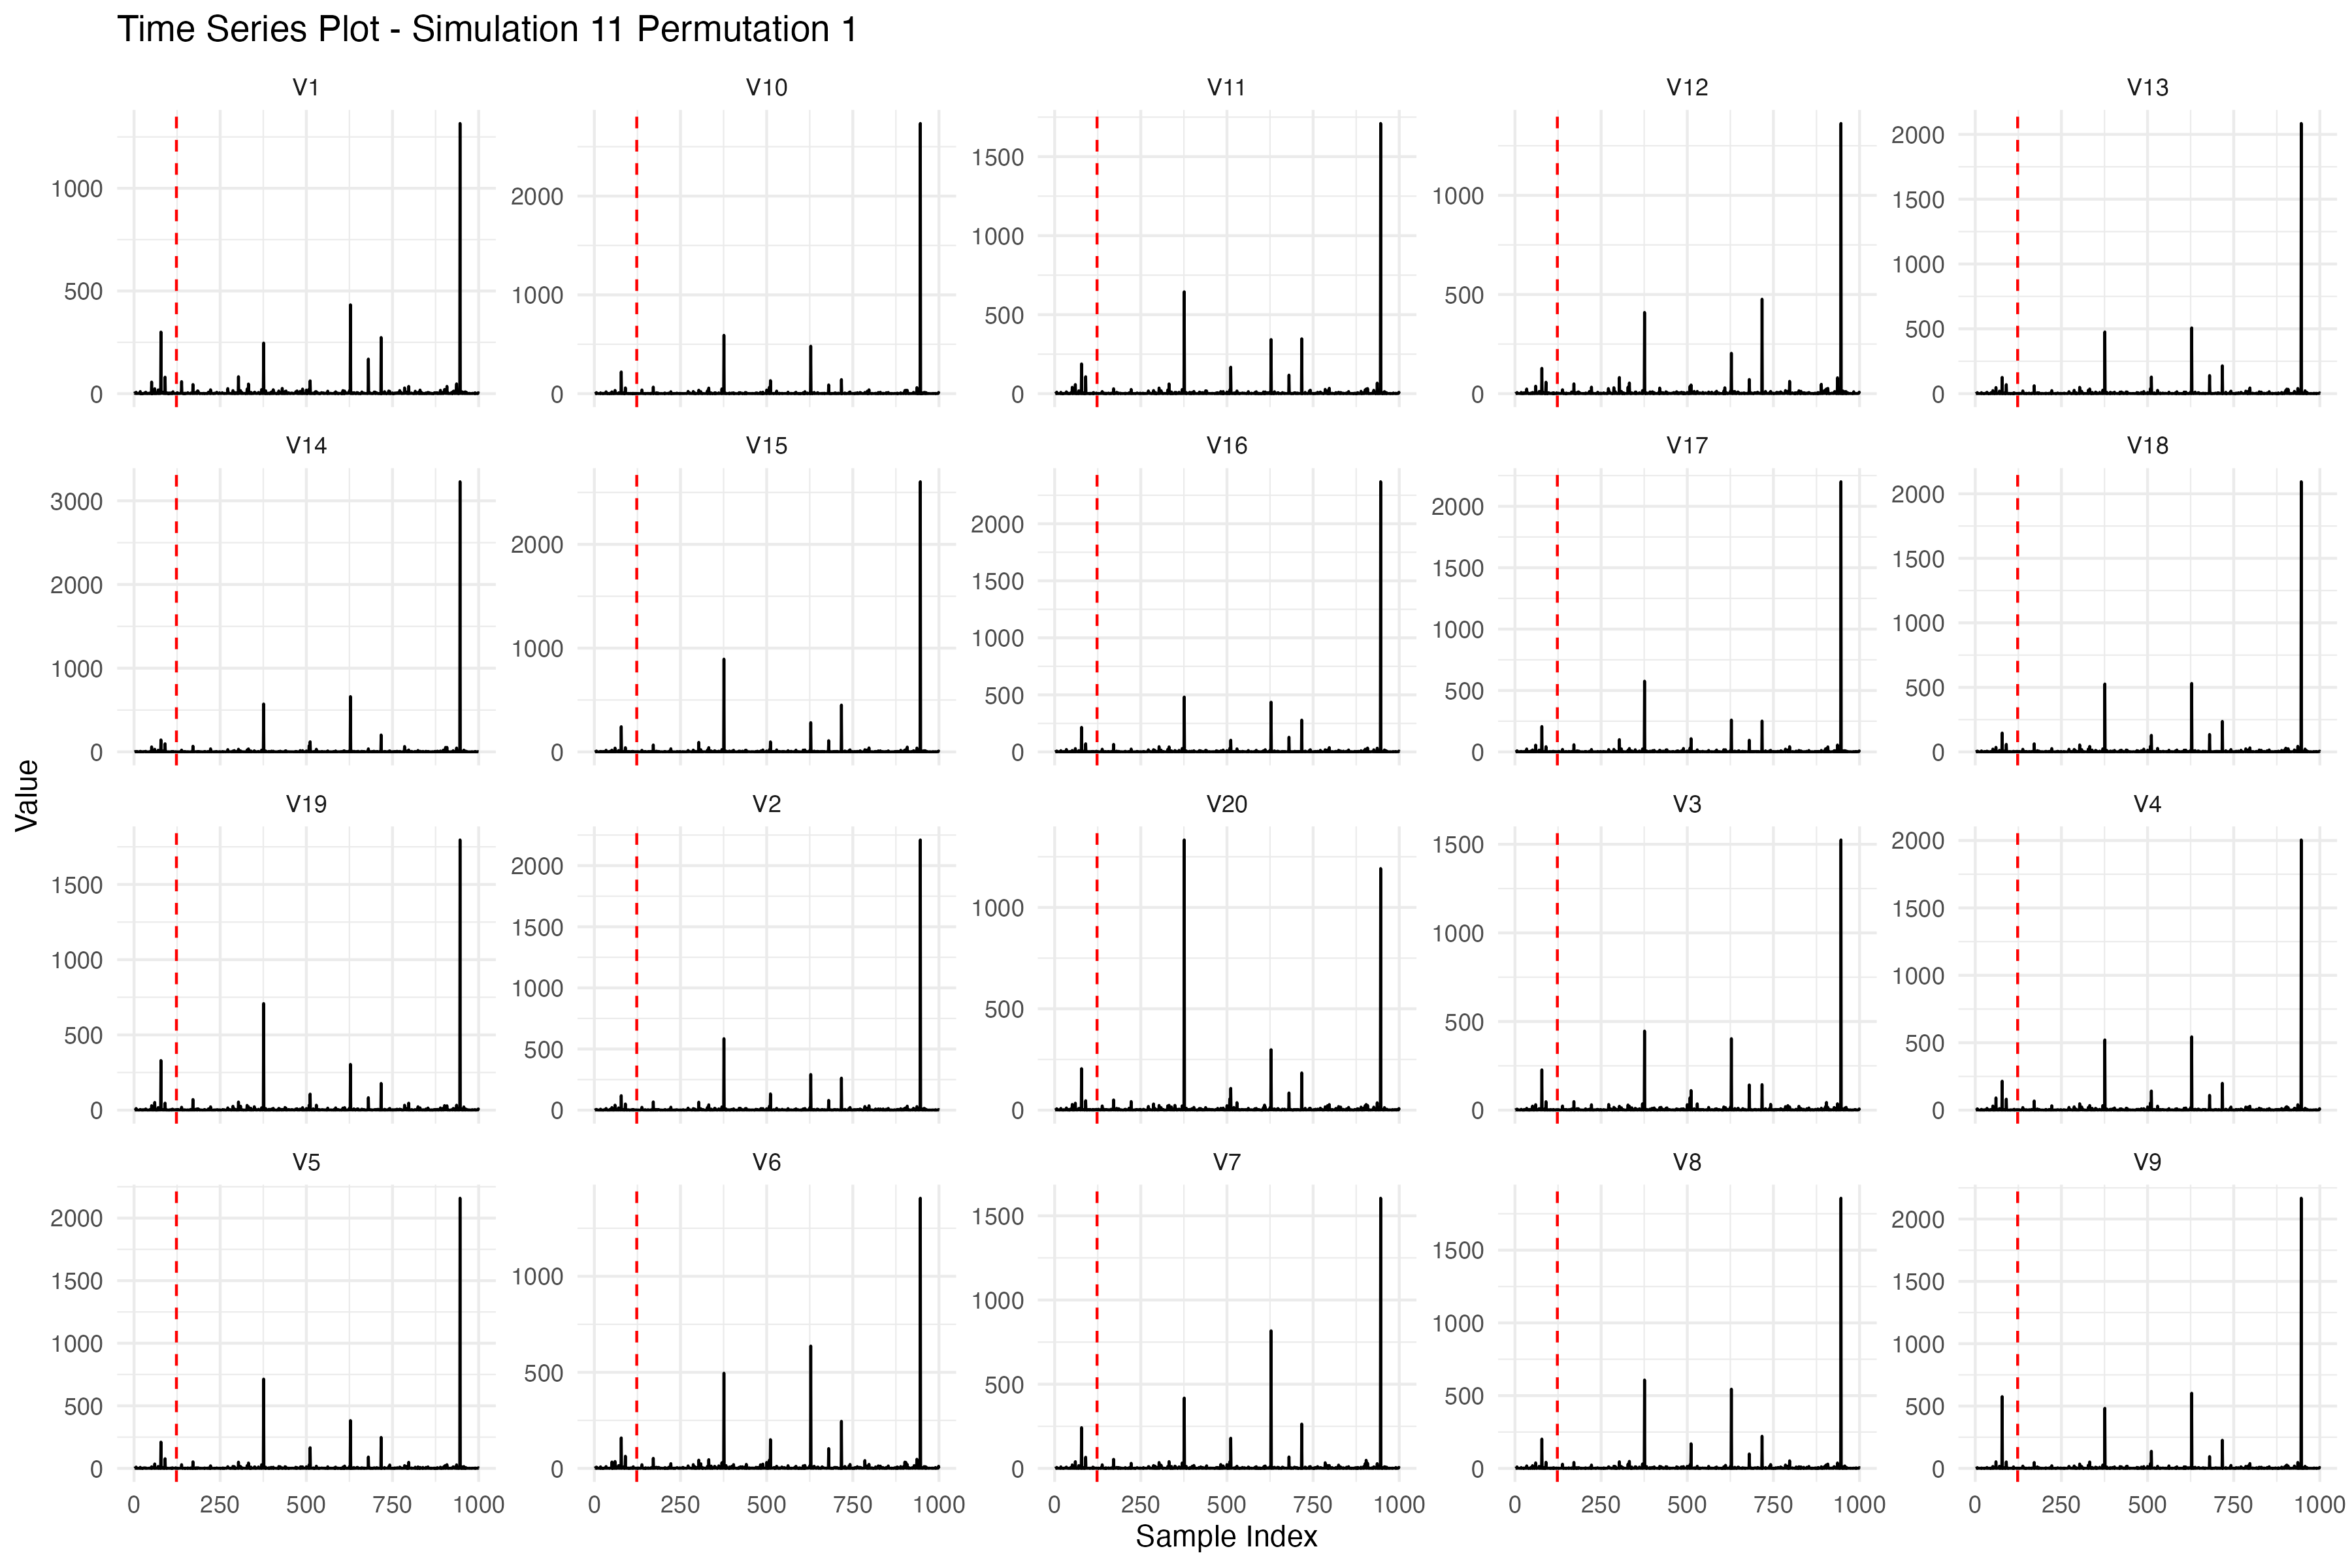 Time Series Plot - Simulation 11 Permutation 1
V1 V10 V11 V12 V13
1000 500 0
2000 1000 0
1500 1000 500 0
1000 500 0
2000 1500 1000 500 0
V14 V15 V16 V17 V18
3000 2000 1000 0
2000 1000 0
2000 1500 1000 500 0
2000 1500 1000 500 0
2000 1500 1000 500 0
Value
V19 V2 V20 V3 V4
1500 1000 500 0
2000 1500 1000 500 0
1000 500 0
1500 1000 500 0
2000 1500 1000 500 0
V5 V6 V7 V8 V9
2000 1500 1000 500 0
1000 500 0
1500 1000 500 0
1500 1000 500 0
2000 1500 1000 500 0
0 250 500 750 1000 0 250 500 750 1000 0 250 500 750 1000 0 250 500 750 1000 0 250 500 750 1000
Sample Index